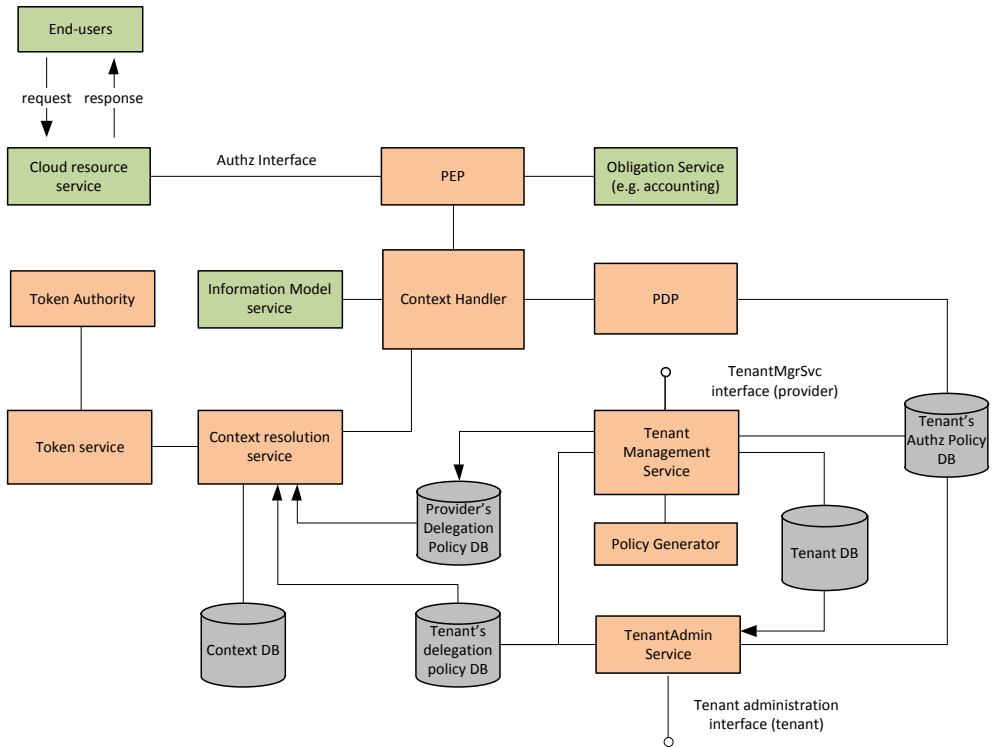 End-users
request response
Cloud resource
service
Authz Interface
PEP
Obligation Service
(e.g. accounting)
Token Authority
Information Model
service
Context Handler
PDP
TenantMgrSvc
interface (provider)
Token service
Context resolution
service
Tenant
Management
Service
Tenant's
Authz Policy
DB
Provider's
Delegation
Policy DB
Policy Generator
Tenant DB
Context DB
Tenant's
delegation
policy DB
TenantAdmin
Service
Tenant administration
interface (tenant)